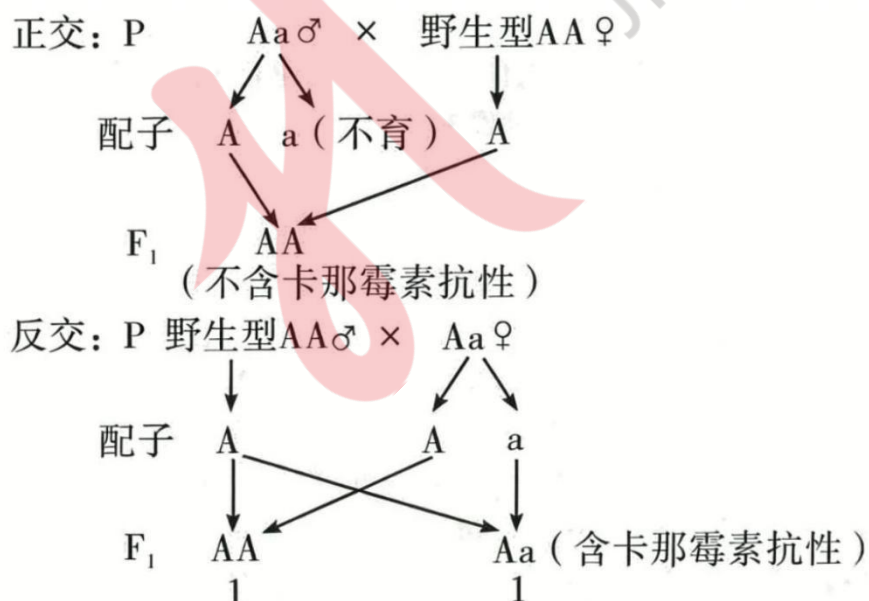 正交：P Aa♂ × 野生型AA♀
配子 A a（不育） A
F₁ AA
（不含卡那霉素抗性）
反交：P 野生型AA♂ × Aa♀
配子 A A a
F₁ AA Aa（含卡那霉素抗性）
1 1